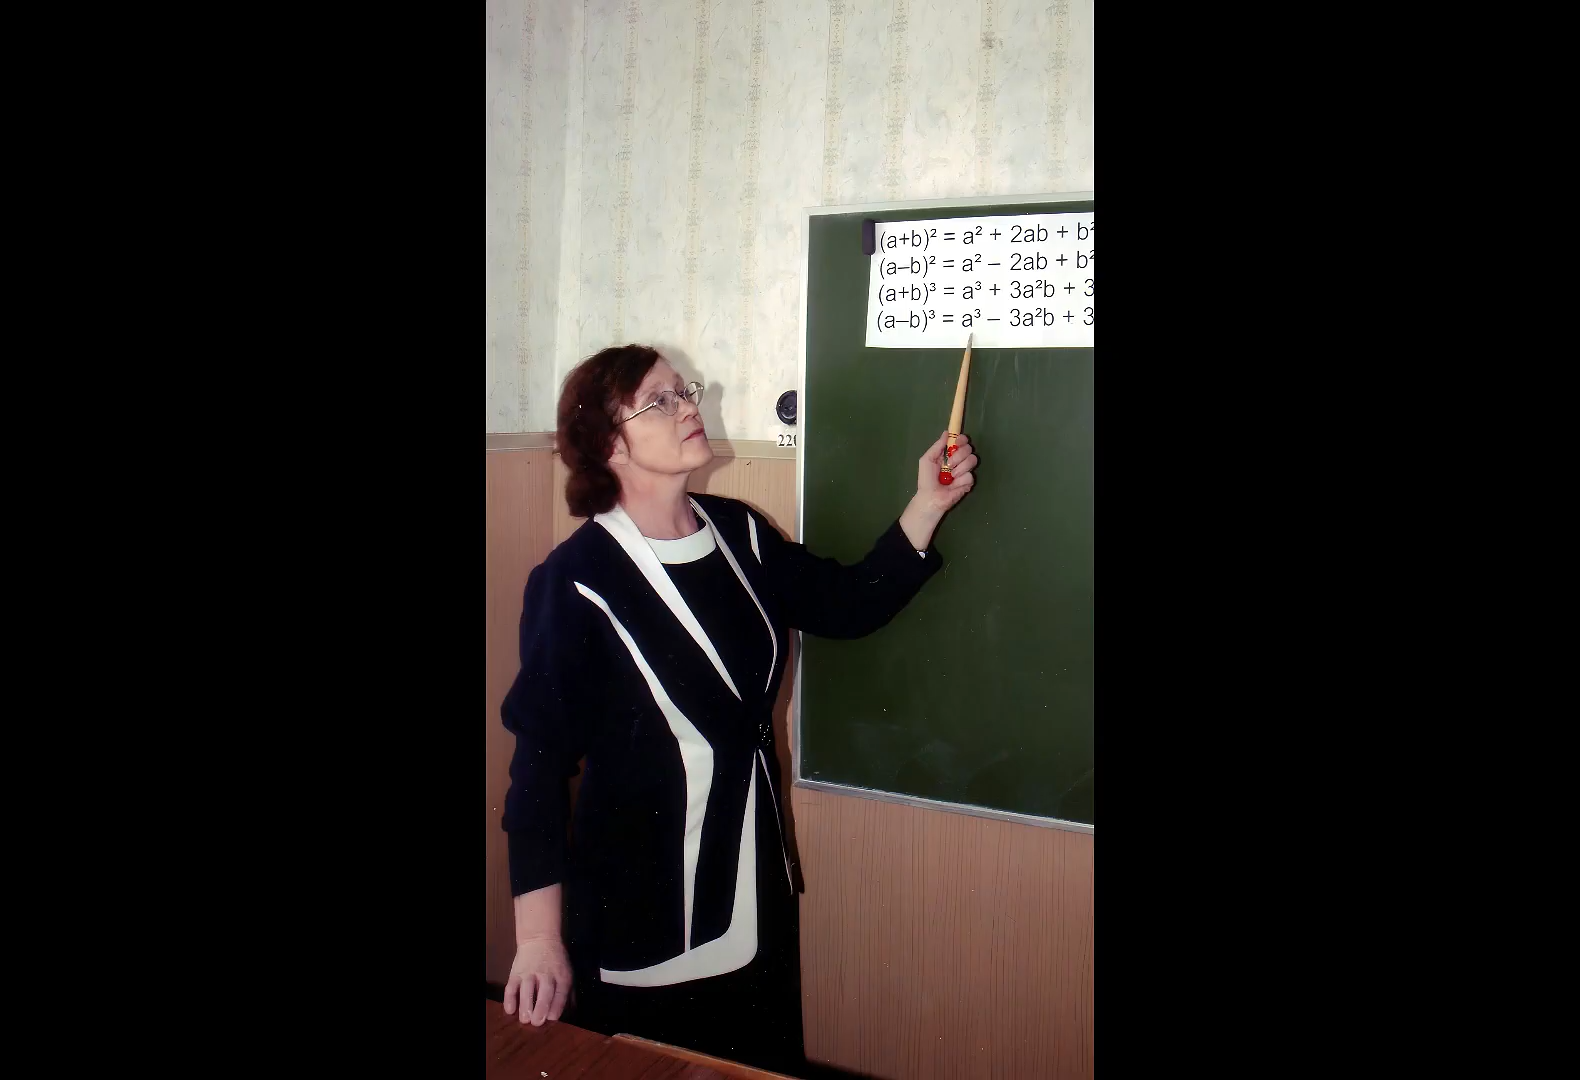 (a+b)² = a² + 2ab + b²
(a–b)² = a² – 2ab + b²
(a+b)³ = a³ + 3a²b + 3
(a–b)³ = a³ – 3a²b + 3